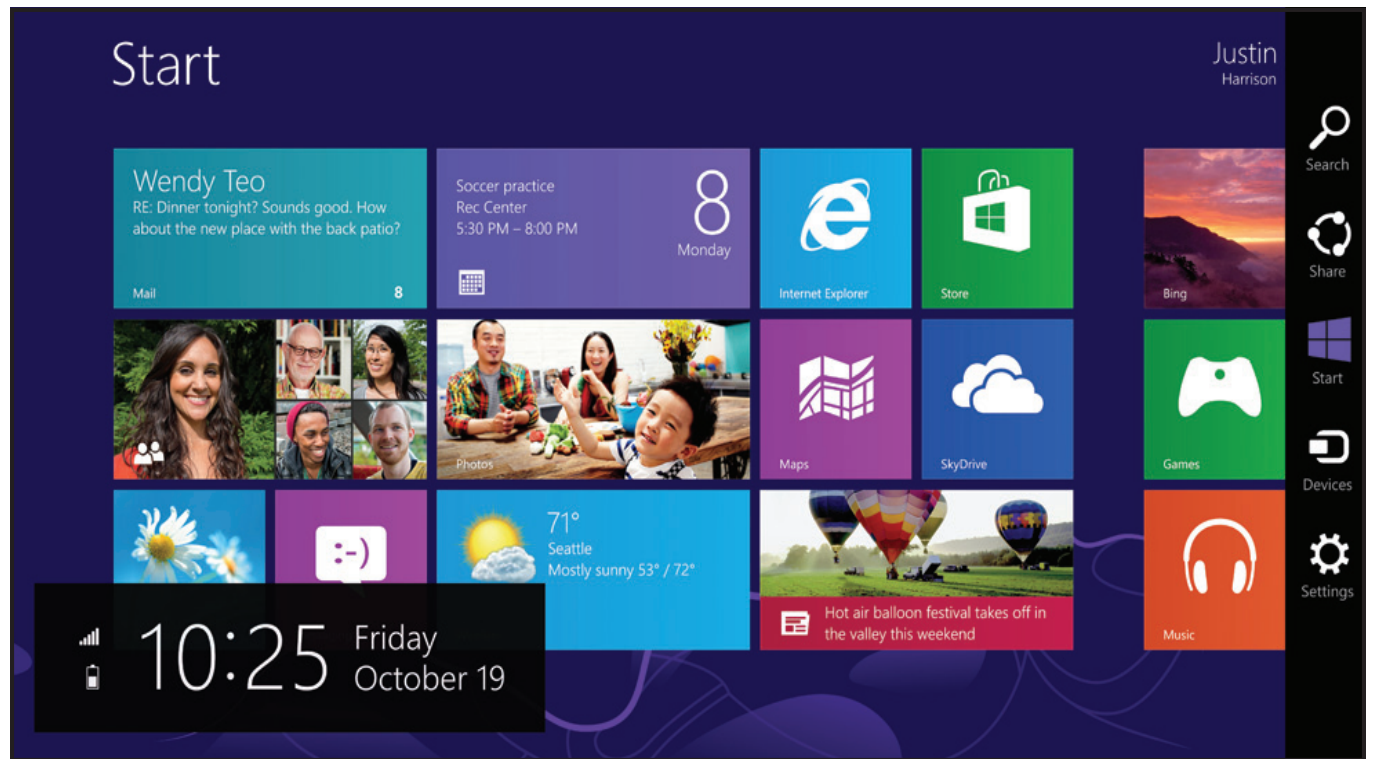 Start
Justin
Harrison
Wendy Teo
RE: Dinner tonight? Sounds good. How
about the new place with the back patio?
Mail
8
Soccer practice
Rec Center
5:30 PM – 8:00 PM
8
Monday
Internet Explorer
Store
Bing
Photos
Maps
SkyDrive
Games
:-)
71°
Seattle
Mostly sunny 53° / 72°
Hot air balloon festival takes off in
the valley this weekend
Music
10:25
Friday
October 19
Search
Share
Start
Devices
Settings